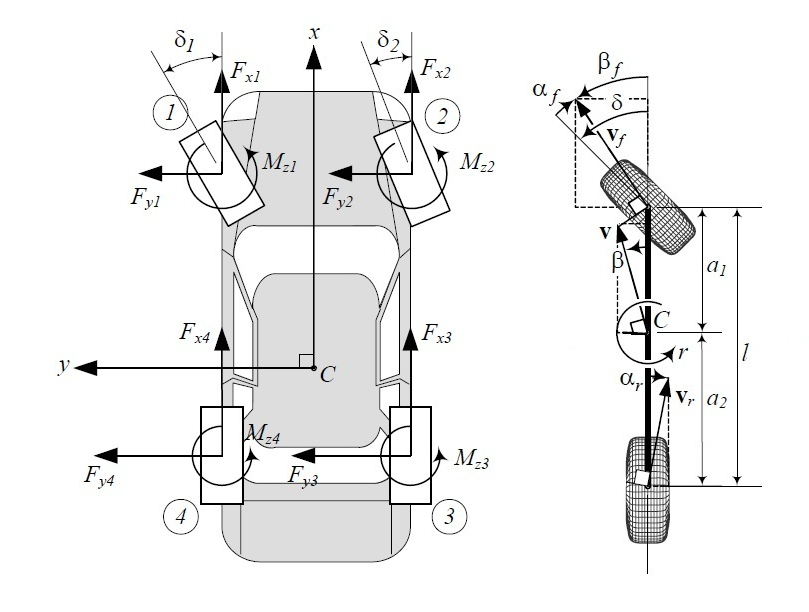 δ1
x
δ2
Fx1
Fx2
1
2
Mz1
Mz2
Fy1
Fy2
Fx4
Fx3
y
C
Mz4
Mz3
Fy4
Fy3
4
3
βf
αf
δ
vf
v
β
a1
C
r
l
αr
vr
a2